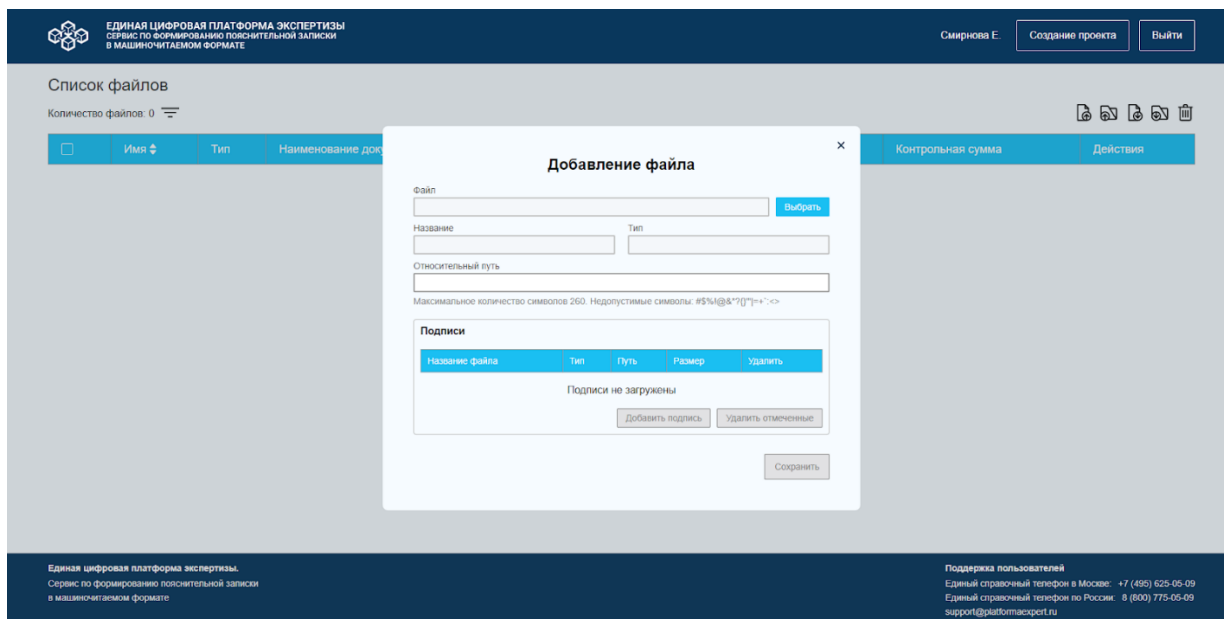 ЕДИНАЯ ЦИФРОВАЯ ПЛАТФОРМА ЭКСПЕРТИЗЫ
СЕРВИС ПО ФОРМИРОВАНИЮ ПОЯСНИТЕЛЬНОЙ ЗАПИСКИ
В МАШИНОЧИТАЕМОМ ФОРМАТЕ
Смирнова Е. Создание проекта Выйти
Список файлов
Количество файлов: 0
Имя Тип Наименование доку Контрольная сумма Действия
×
Добавление файла
Файл
Выбрать
Название Тип
Относительный путь
Максимальное количество символов 260. Недопустимые символы:
Подписи
Название файла Тип Путь Размер Удалить
Подписи не загружены
Добавить подпись Удалить отмеченные
Сохранить
Единая цифровая платформа экспертизы.
Сервис по формированию пояснительной записки
в машиночитаемом формате
Поддержка пользователей
Единый справочный телефон в Москве: +7 (495) 625-05-09
Единый справочный телефон по России: 8 (800) 775-05-09
support@platformaexpert.ru